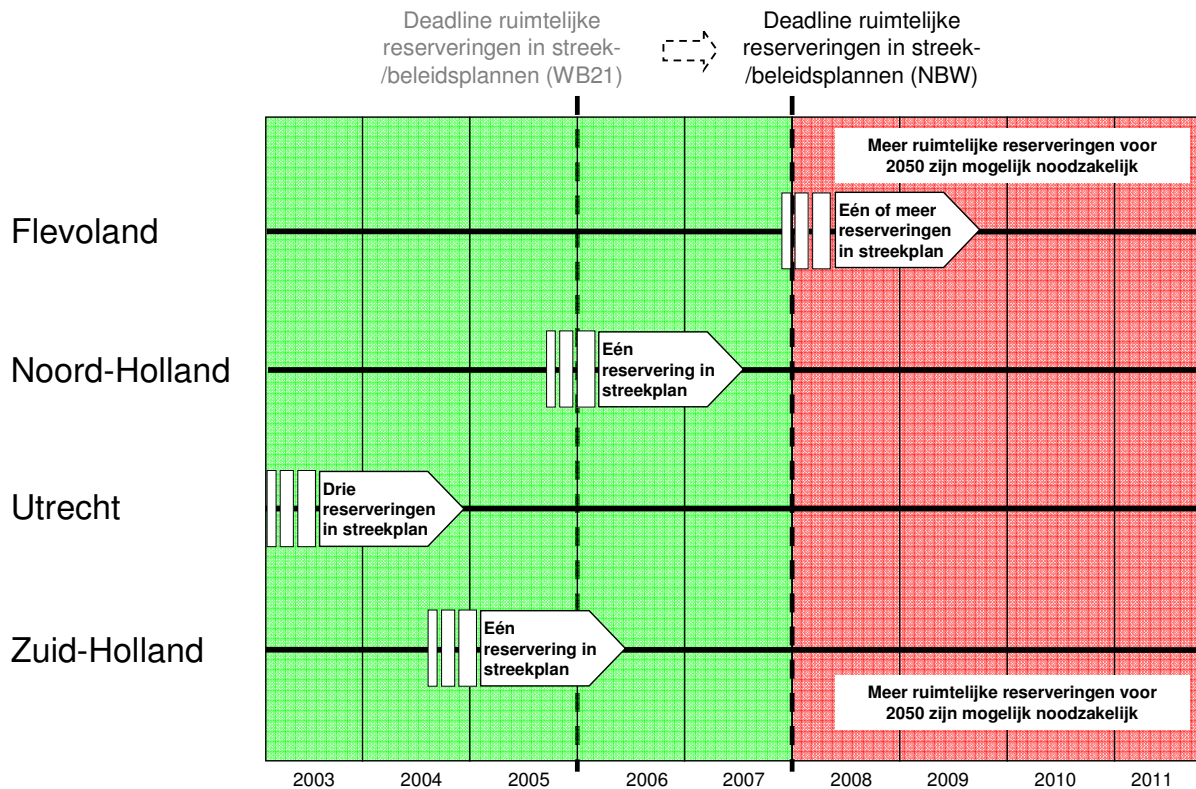 Deadline ruimtelijke
reserveringen in streek-
/beleidsplannen (WB21)
Deadline ruimtelijke
reserveringen in streek-
/beleidsplannen (NBW)
Meer ruimtelijke reserveringen voor
2050 zijn mogelijk noodzakelijk
Flevoland
Eén of meer
reserveringen
in streekplan
Noord-Holland
Eén
reservering in
streekplan
Utrecht
Drie
reserveringen
in streekplan
Zuid-Holland
Eén
reservering in
streekplan
Meer ruimtelijke reserveringen voor
2050 zijn mogelijk noodzakelijk
2003 2004 2005 2006 2007 2008 2009 2010 2011